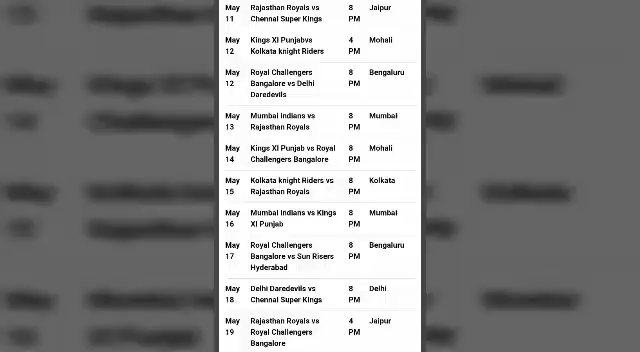 May Rajasthan Royals vs 8 Jaipur
11 Chennai Super Kings PM
May Kings XI Punjabvs 4 Mohali
12 Kolkata knight Riders PM
May Royal Challengers 8 Bengaluru
12 Bangalore vs Delhi PM
Daredevils
May Mumbai Indians vs 8 Mumbai
13 Rajasthan Royals PM
May Kings XI Punjab vs Royal 8 Mohali
14 Challengers Bangalore PM
May Kolkata knight Riders vs 8 Kolkata
15 Rajasthan Royals PM
May Mumbai Indians vs Kings 8 Mumbai
16 XI Punjab PM
May Royal Challengers 8 Bengaluru
17 Bangalore vs Sun Risers PM
Hyderabad
May Delhi Daredevils vs 8 Delhi
18 Chennai Super Kings PM
May Rajasthan Royals vs 4 Jaipur
19 Royal Challengers PM
Bangalore